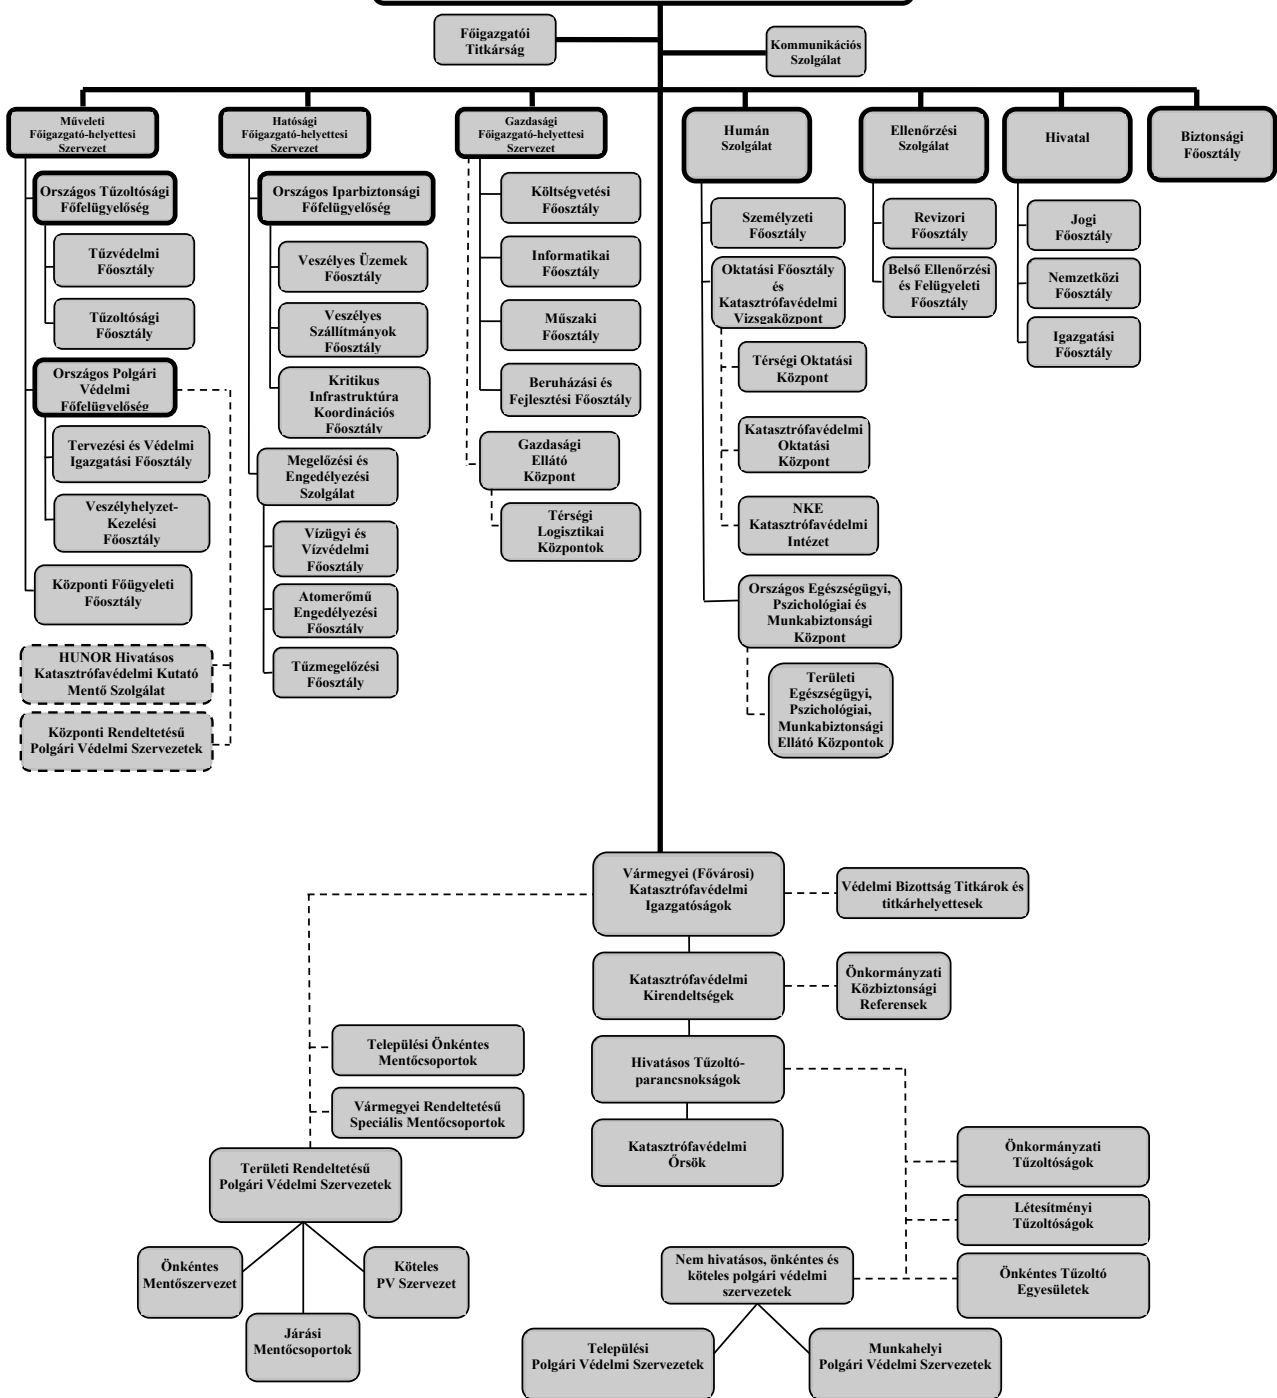 Főigazgatói
Titkárság
Kommunikációs
Szolgálat
Műveleti
Főigazgató-helyettesi
Szervezet
Hatósági
Főigazgató-helyettesi
Szervezet
Gazdasági
Főigazgató-helyettesi
Szervezet
Humán
Szolgálat
Ellenőrzési
Szolgálat
Hivatal
Biztonsági
Főosztály
Országos Tűzoltósági
Főfelügyelőség
Tűzvédelmi
Főosztály
Tűzoltósági
Főosztály
Országos Polgári
Védelmi
Főfelügyelőség
Tervezési és Védelmi
Igazgatási Főosztály
Veszélyhelyzet-
Kezelési
Főosztály
Központi Főügyeleti
Főosztály
HUNOR Hivatásos
Katasztrófavédelmi Kutató
Mentő Szolgálat
Központi Rendeltetésű
Polgári Védelmi Szervezetek
Országos Iparbiztonsági
Főfelügyelőség
Veszélyes Üzemek
Főosztály
Veszélyes
Szállítmányok
Főosztály
Kritikus
Infrastruktúra
Koordinációs
Főosztály
Megelőzési és
Engedélyezési
Szolgálat
Vízügyi és
Vízvédelmi
Főosztály
Atomerőmű
Engedélyezési
Főosztály
Tűzmegelőzési
Főosztály
Költségvetési
Főosztály
Informatikai
Főosztály
Műszaki
Főosztály
Beruházási és
Fejlesztési Főosztály
Gazdasági
Ellátó
Központ
Térségi
Logisztikai
Központok
Személyzeti
Főosztály
Oktatási Főosztály
és
Katasztrófavédelmi
Vizsgaközpont
Térségi Oktatási
Központ
Katasztrófavédelmi
Oktatási
Központ
NKE
Katasztrófavédelmi
Intézet
Országos Egészségügyi,
Pszichológiai és
Munkabiztonsági
Központ
Területi
Egészségügyi,
Pszichológiai,
Munkabiztonsági
Ellátó Központok
Revizori
Főosztály
Belső Ellenőrzési
és Felügyeleti
Főosztály
Jogi
Főosztály
Nemzetközi
Főosztály
Igazgatási
Főosztály
Vármegyei (Fővárosi)
Katasztrófavédelmi
Igazgatóságok
Védelmi Bizottság Titkárok és
titkárhelyettesek
Katasztrófavédelmi
Kirendeltségek
Önkormányzati
Közbiztonsági
Referensek
Települési Önkéntes
Mentőcsoportok
Hivatásos Tűzoltó-
parancsnokságok
Vármegyei Rendeltetésű
Speciális Mentőcsoportok
Katasztrófavédelmi
Őrsök
Önkormányzati
Tűzoltóságok
Területi Rendeltetésű
Polgári Védelmi Szervezetek
Létesítményi
Tűzoltóságok
Önkéntes
Mentőszervezet
Köteles
PV Szervezet
Nem hivatásos, önkéntes és
köteles polgári védelmi
szervezetek
Önkéntes Tűzoltó
Egyesületek
Járási
Mentőcsoportok
Települési
Polgári Védelmi Szervezetek
Munkahelyi
Polgári Védelmi Szervezetek